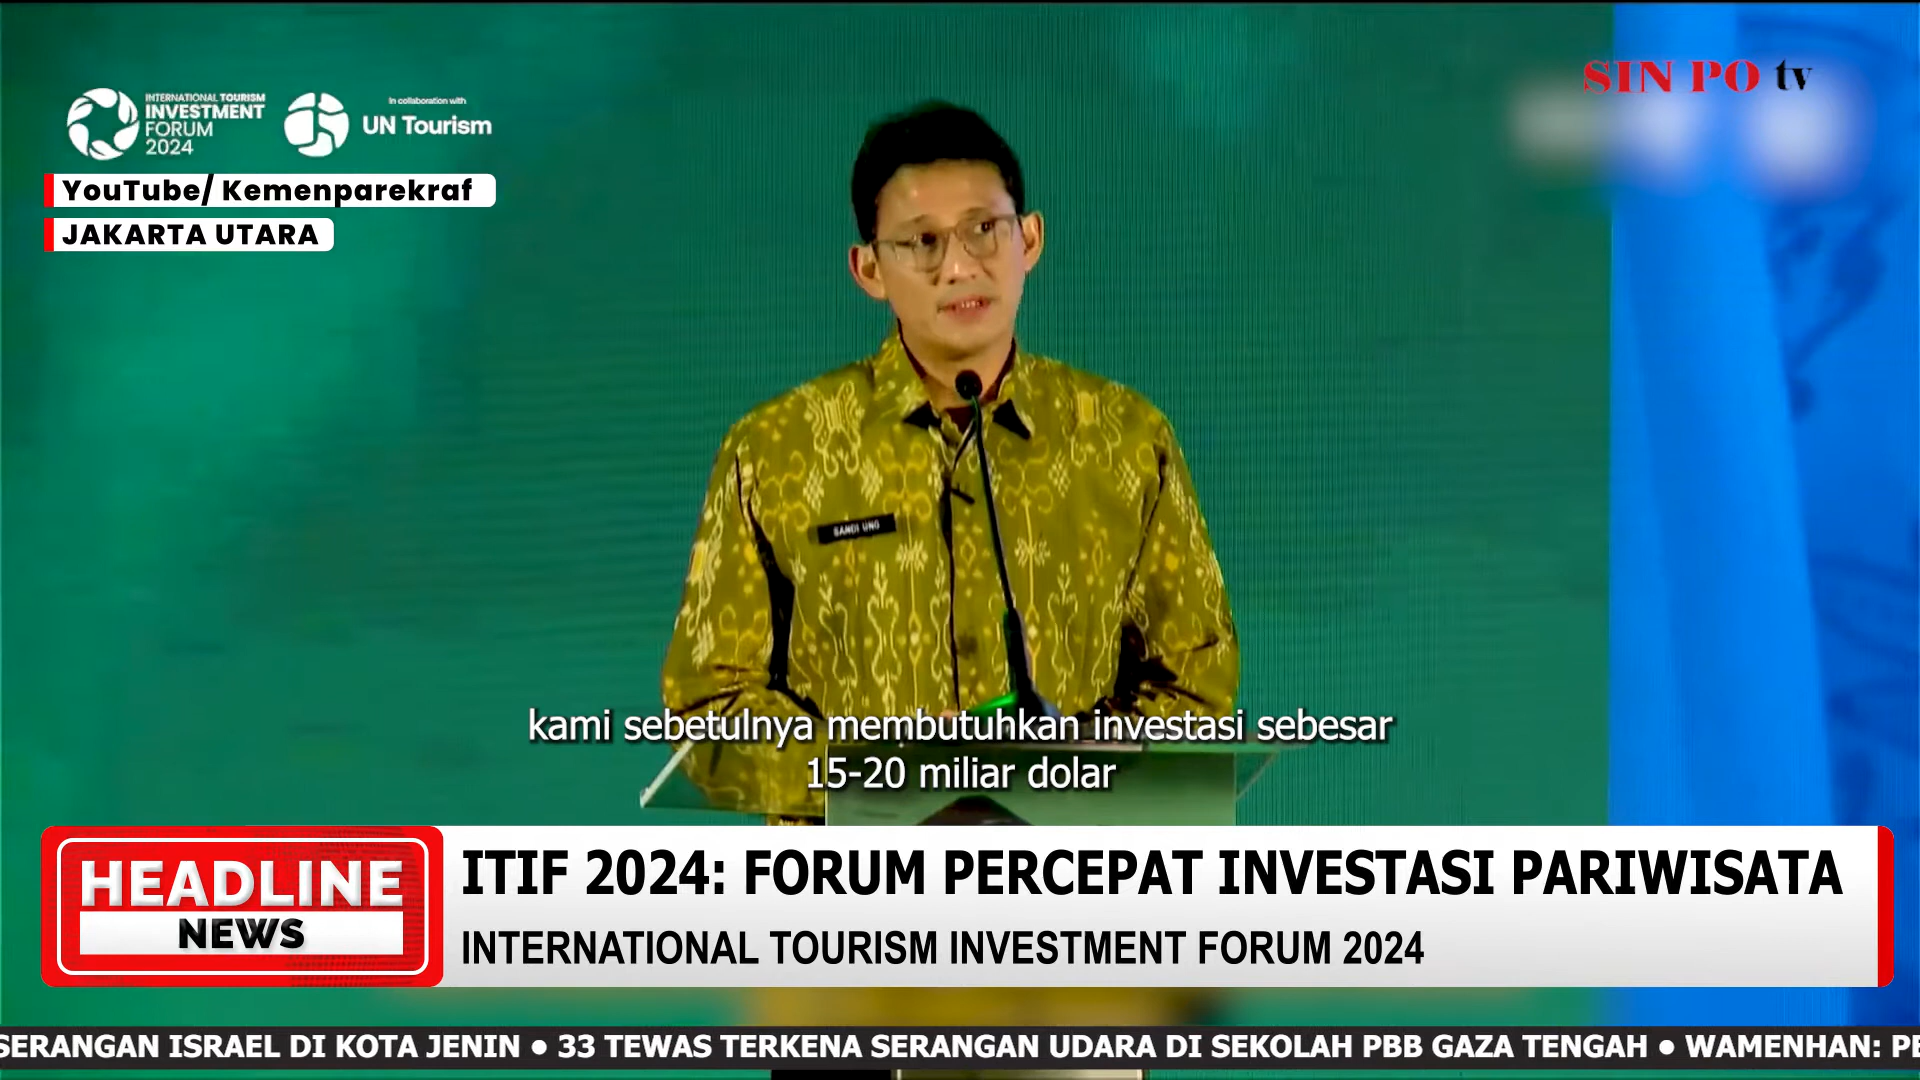 SIN PO tv
INTERNATIONAL TOURISM
INVESTMENT
FORUM
2024
In collaboration with
UN Tourism
YouTube/ Kemenparekraf
JAKARTA UTARA
SANDI UNO
kami sebetulnya membutuhkan investasi sebesar
15-20 miliar dolar
HEADLINE
NEWS
ITIF 2024: FORUM PERCEPAT INVESTASI PARIWISATA
INTERNATIONAL TOURISM INVESTMENT FORUM 2024
SERANGAN ISRAEL DI KOTA JENIN ● 33 TEWAS TERKENA SERANGAN UDARA DI SEKOLAH PBB GAZA TENGAH ● WAMENHAN: PE